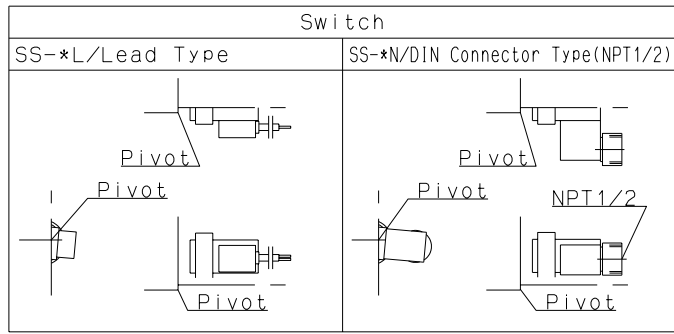 Switch
SS-*L/Lead Type
SS-*N/DIN Connector Type(NPT1/2)
Pivot
Pivot
Pivot
Pivot
NPT1/2
Pivot
Pivot